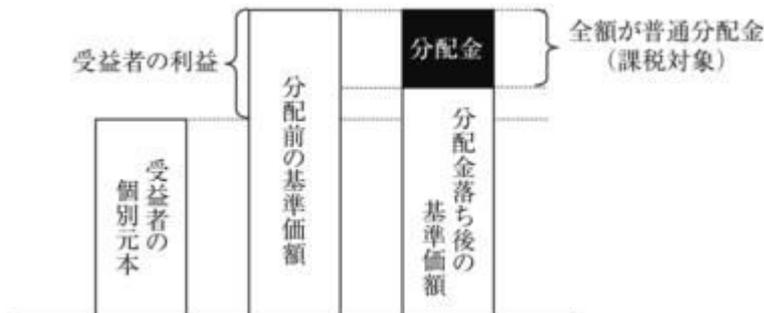 受益者の利益
分配金
全額が普通分配金
(課税対象)
受益者の
個別元本
分配前の基準価額
分配金落ち後の
基準価額